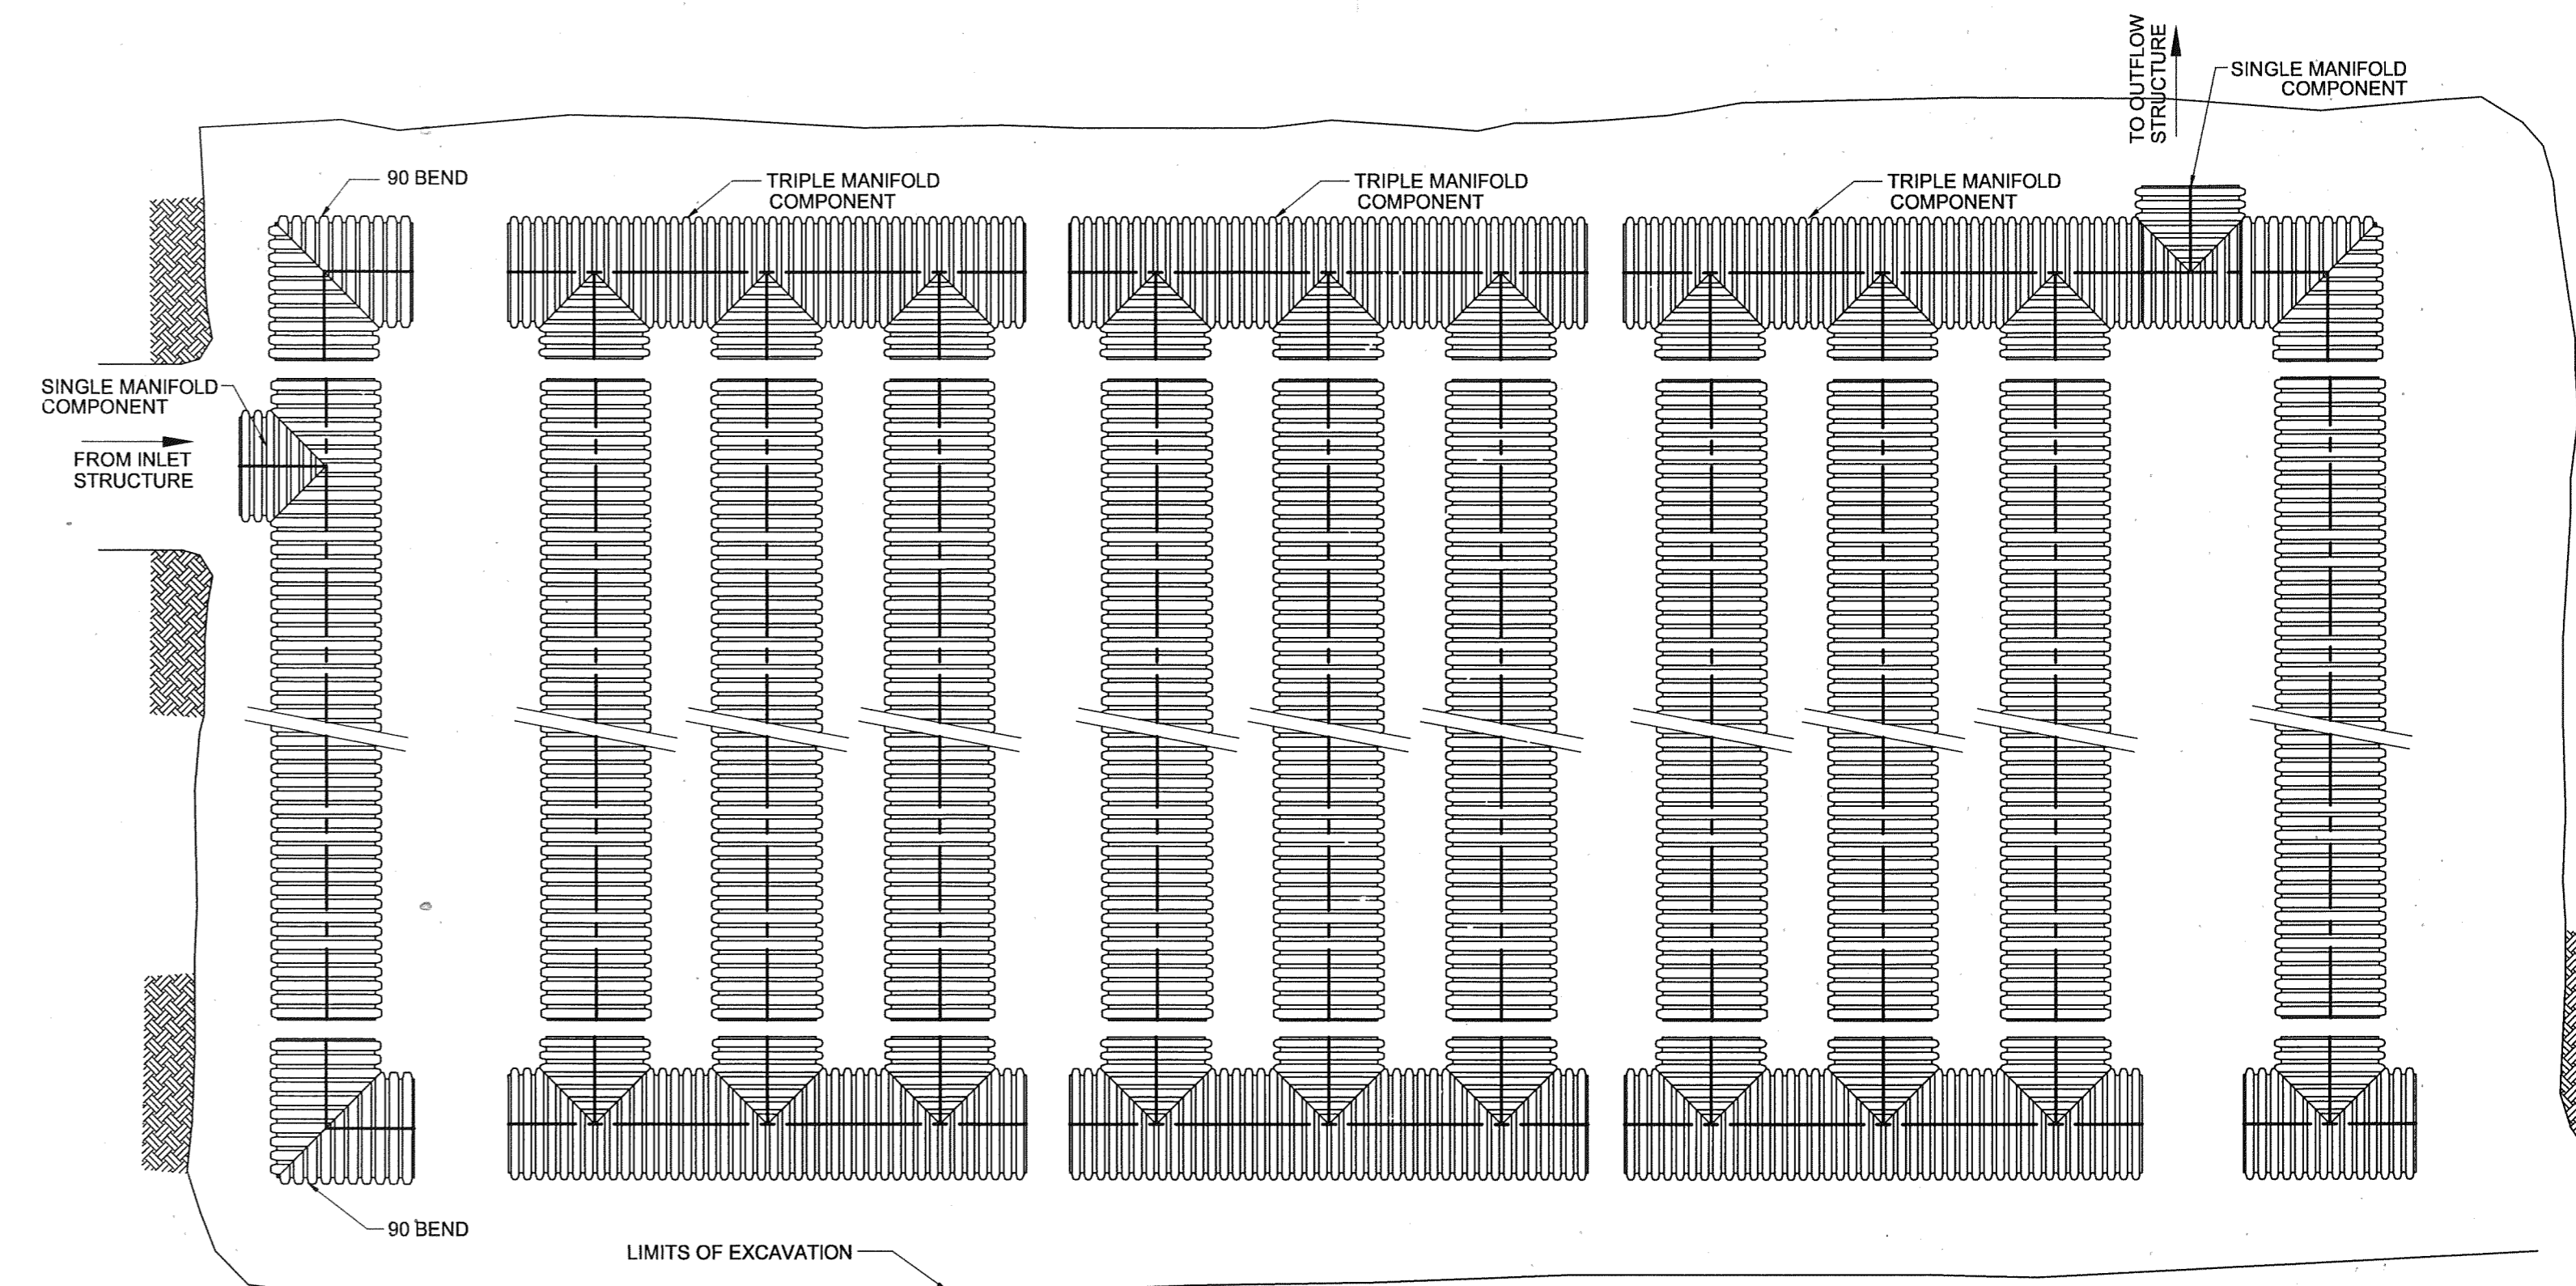 TO OUTFLOW
STRUCTURE
SINGLE MANIFOLD
COMPONENT
90 BEND
TRIPLE MANIFOLD
COMPONENT
TRIPLE MANIFOLD
COMPONENT
TRIPLE MANIFOLD
COMPONENT
SINGLE MANIFOLD
COMPONENT
FROM INLET
STRUCTURE
90 BEND
LIMITS OF EXCAVATION